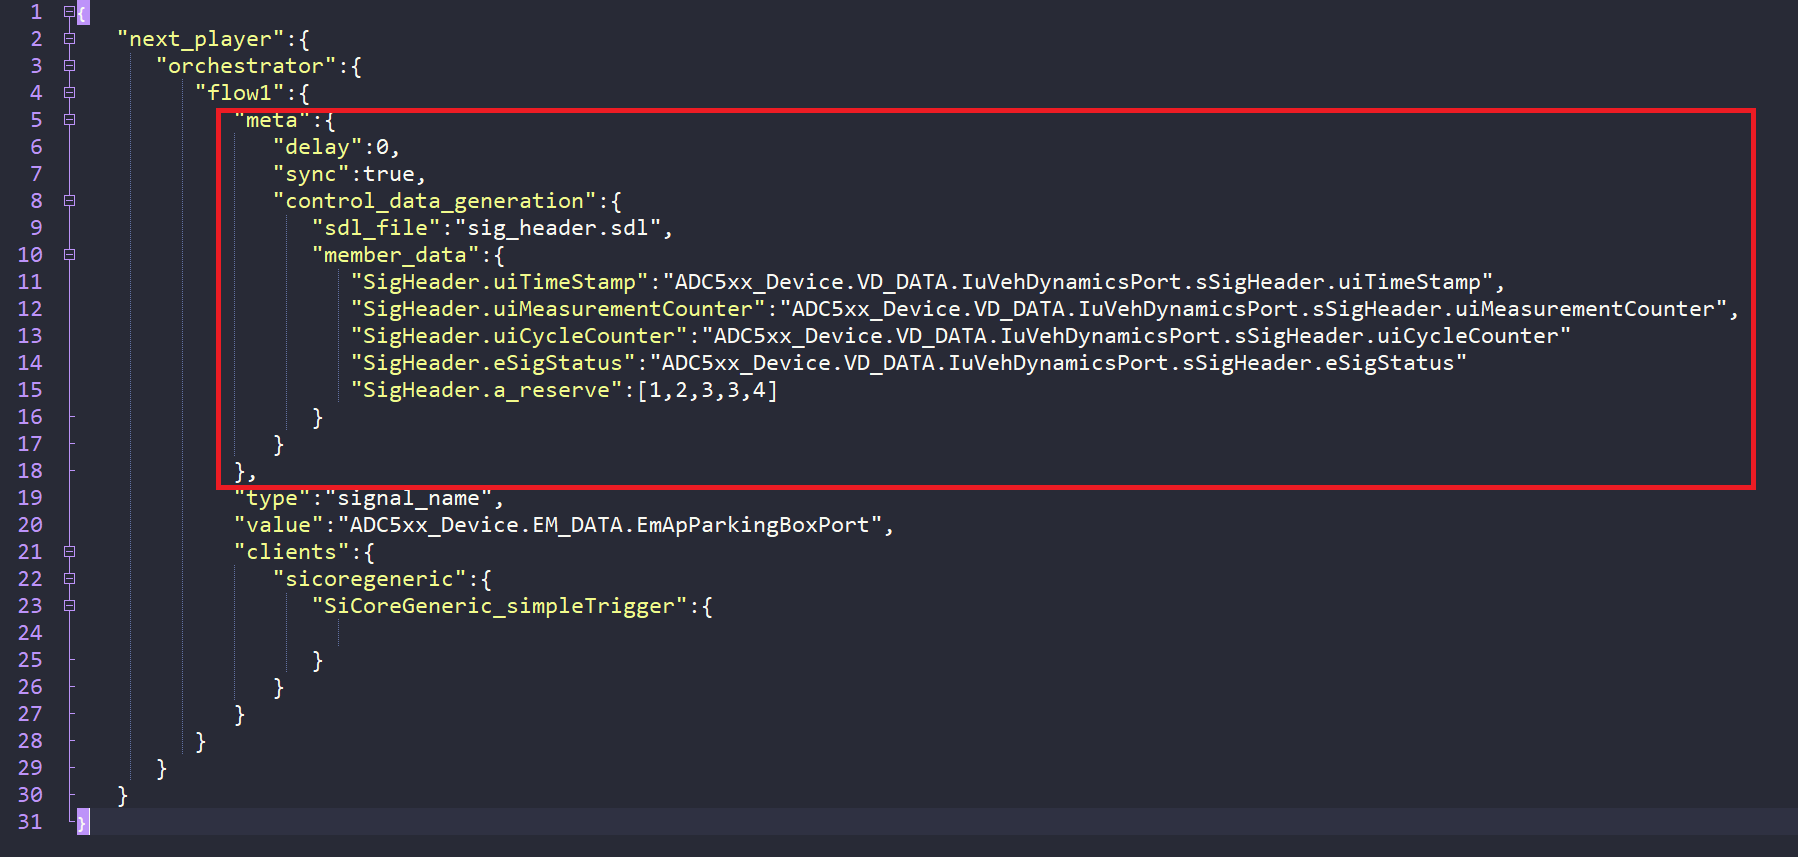 1 {
2 "next_player":{
3 "orchestrator":{
4 "flow1":{
5 "meta":{
6 "delay":0,
7 "sync":true,
8 "control_data_generation":{
9 "sdl_file":"sig_header.sdl",
10 "member_data":{
11 "SigHeader.uiTimeStamp":"ADC5xx_Device.VD_DATA.IuVehDynamicsPort.sSigHeader.uiTimeStamp",
12 "SigHeader.uiMeasurementCounter":"ADC5xx_Device.VD_DATA.IuVehDynamicsPort.sSigHeader.uiMeasurementCounter",
13 "SigHeader.uiCycleCounter":"ADC5xx_Device.VD_DATA.IuVehDynamicsPort.sSigHeader.uiCycleCounter"
14 "SigHeader.eSigStatus":"ADC5xx_Device.VD_DATA.IuVehDynamicsPort.sSigHeader.eSigStatus"
15 "SigHeader.a_reserve":[1,2,3,3,4]
16 }
17 }
18 },
19 "type":"signal_name",
20 "value":"ADC5xx_Device.EM_DATA.EmApParkingBoxPort",
21 "clients":{
22 "sicoregeneric":{
23 "SiCoreGeneric_simpleTrigger":{
24
25 }
26 }
27 }
28 }
29 }
30 }
31 }